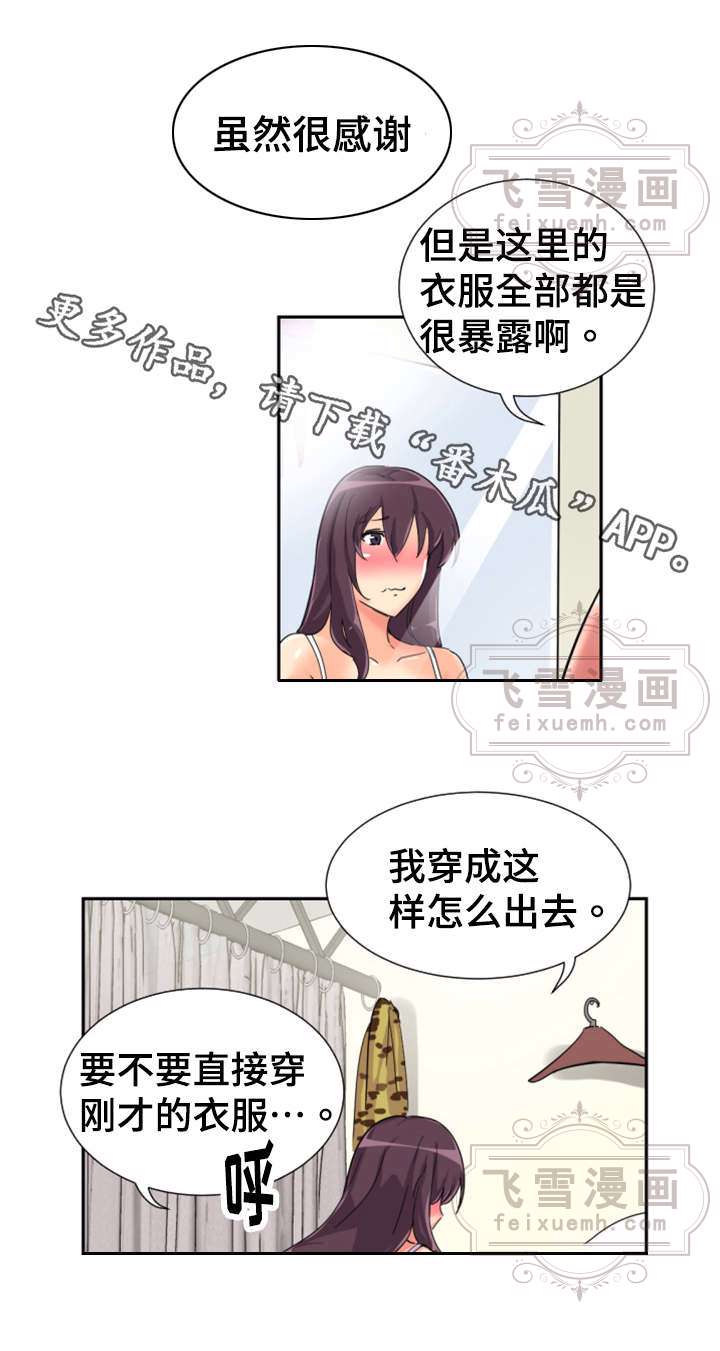 虽然很感谢
飞雪漫画
feixuemh.com
但是这里的
衣服全部都是
很暴露啊。
更多作品，请下载“番木瓜”APP。
飞雪漫画
feixuemh.com
我穿成这
样怎么出去。
要不要直接穿
刚才的衣服…。
呼
飞雪漫画
feixuemh.com